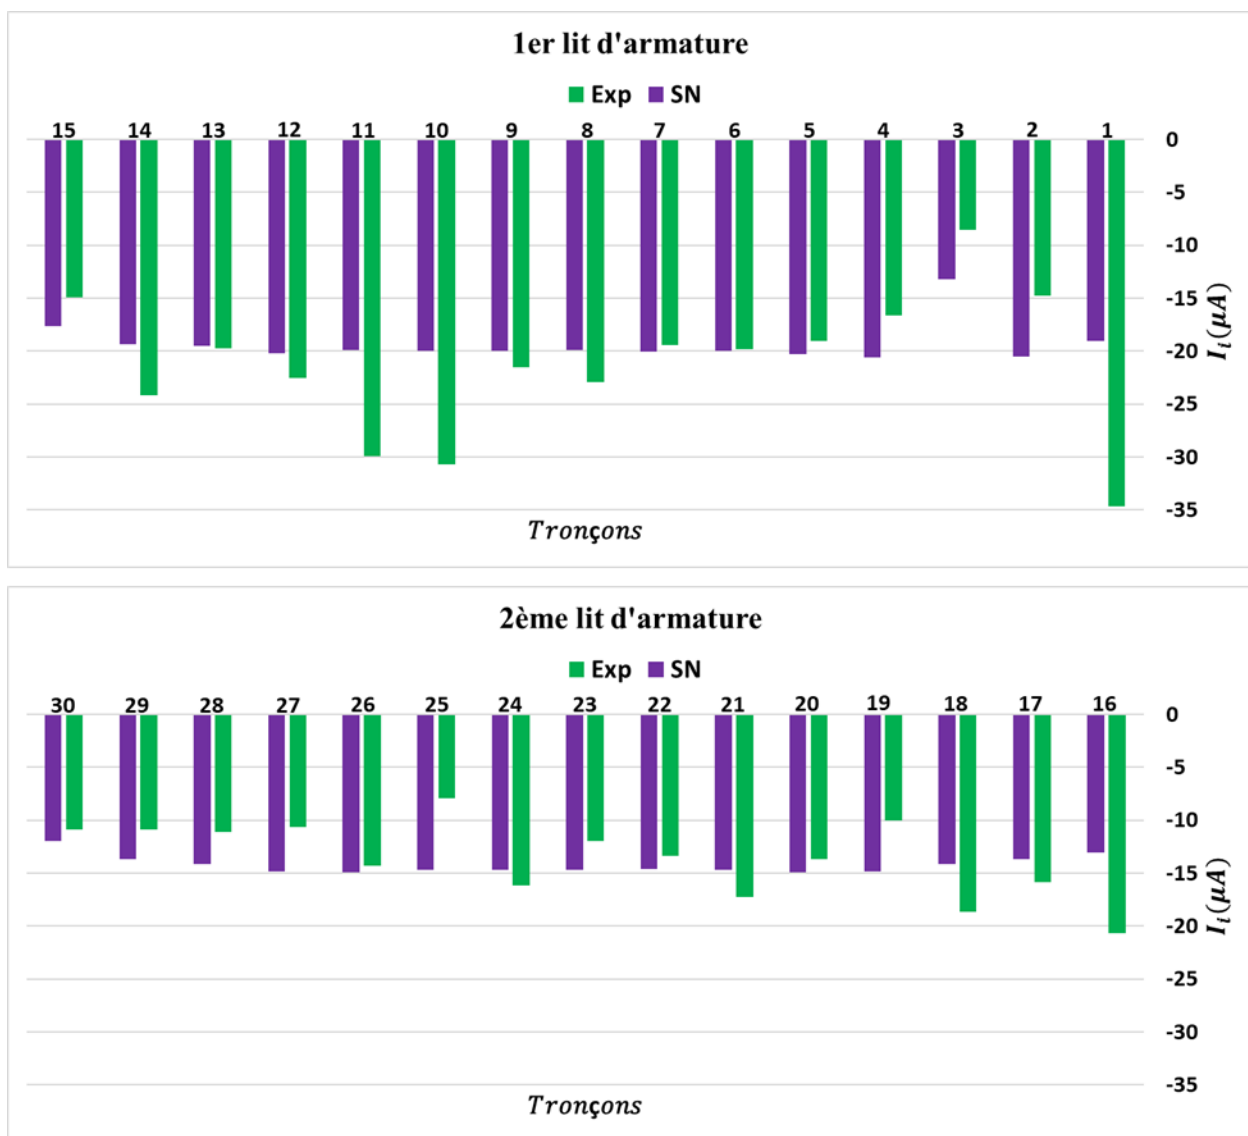 1er lit d'armature
Exp SN
15 14 13 12 11 10 9 8 7 6 5 4 3 2 1
0
-5
-10
-15
-20
-25
-30
-35
I_i(μA)
Tronçons
2ème lit d'armature
Exp SN
30 29 28 27 26 25 24 23 22 21 20 19 18 17 16
0
-5
-10
-15
-20
-25
-30
-35
I_i(μA)
Tronçons